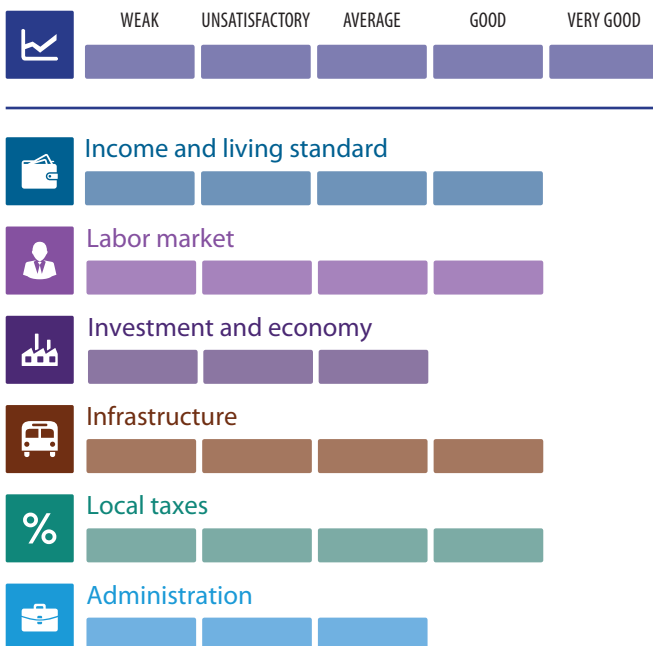 WEAK UNSATISFACTORY AVERAGE GOOD VERY GOOD
Income and living standard
Labor market
Investment and economy
Infrastructure
%
Local taxes
Administration